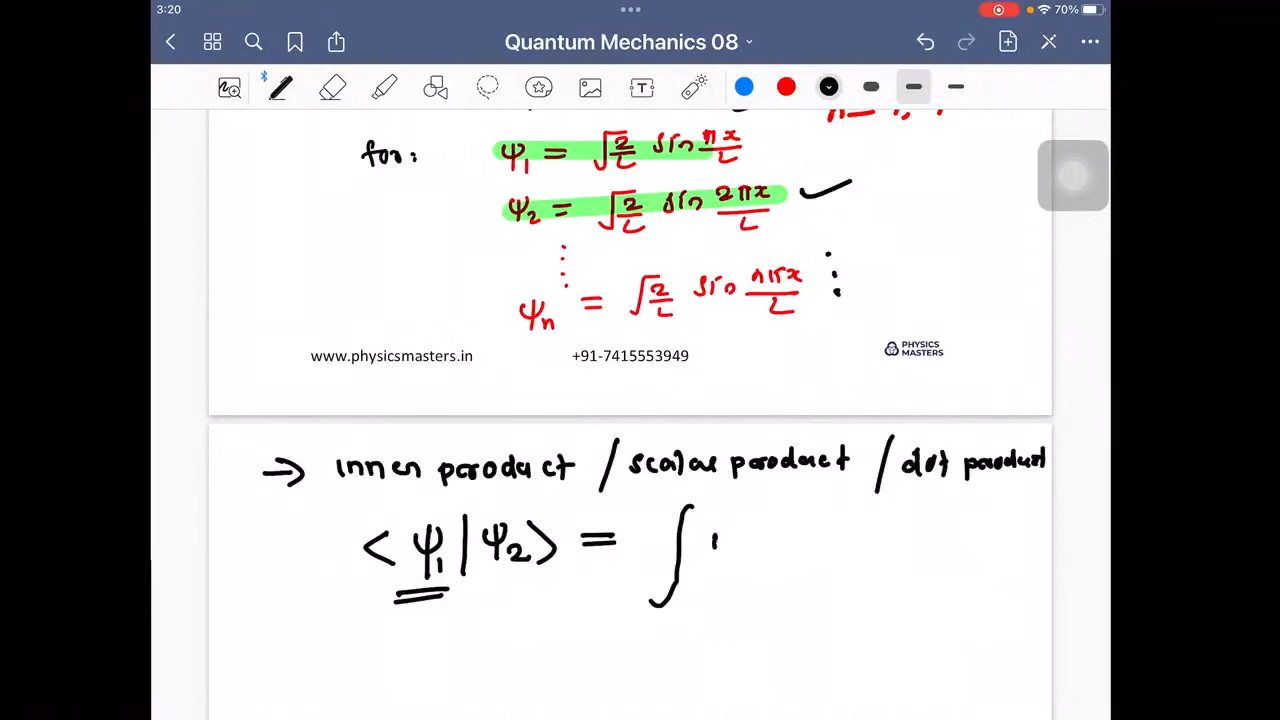 3:20
70%
Quantum Mechanics 08
for: ψ₁ = √(2/L) sin πx/L
ψ₂ = √(2/L) sin 2πx/L ✓
ψₙ = √(2/L) sin nπx/L
www.physicsmasters.in +91-7415553949 PHYSICS MASTERS
→ inner product / scalar product / dot product
<ψ₁|ψ₂> = ∫